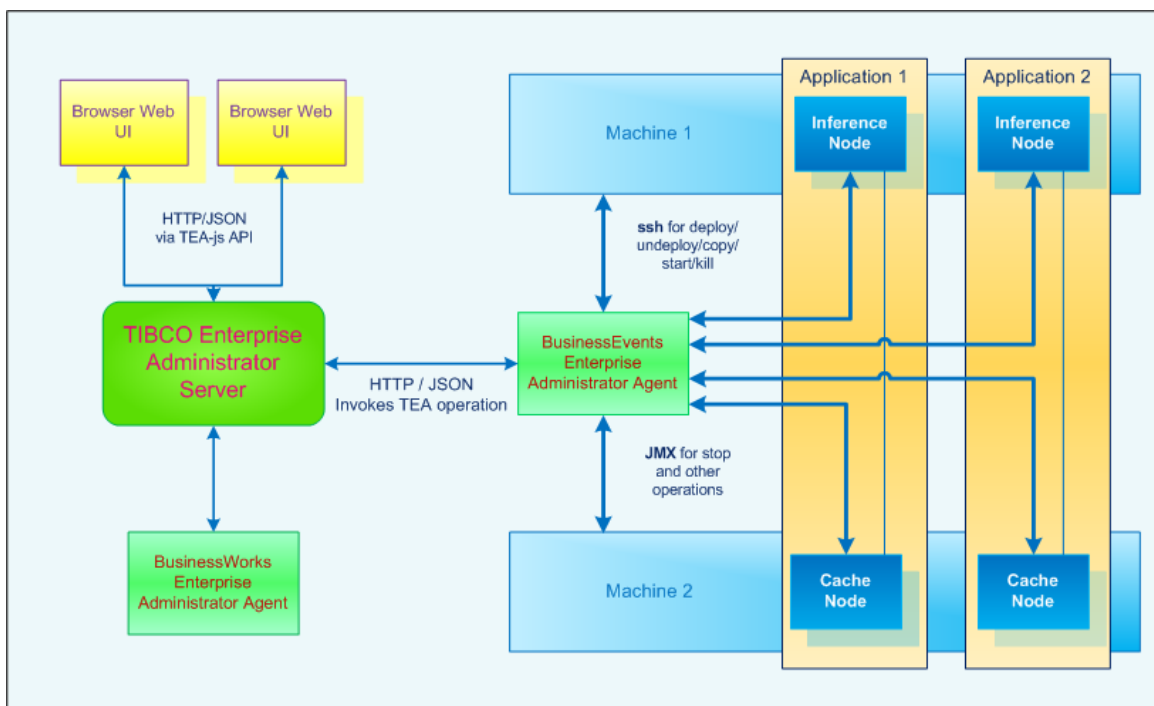 Browser Web
UI
Browser Web
UI
HTTP/JSON
via TEA-js API
TIBCO Enterprise
Administrator
Server
HTTP / JSON
Invokes TEA operation
BusinessWorks
Enterprise
Administrator Agent
Machine 1
ssh for deploy/
undeploy/copy/
start/kill
BusinessEvents
Enterprise
Administrator Agent
JMX for stop
and other
operations
Machine 2
Application 1
Inference
Node
Cache
Node
Application 2
Inference
Node
Cache
Node